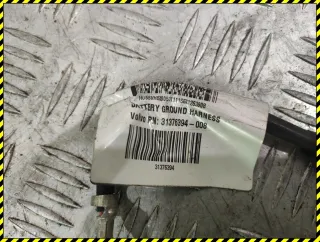 BATTERY GROUND HARNESS
Volvo PN: 31376394-006
31376394